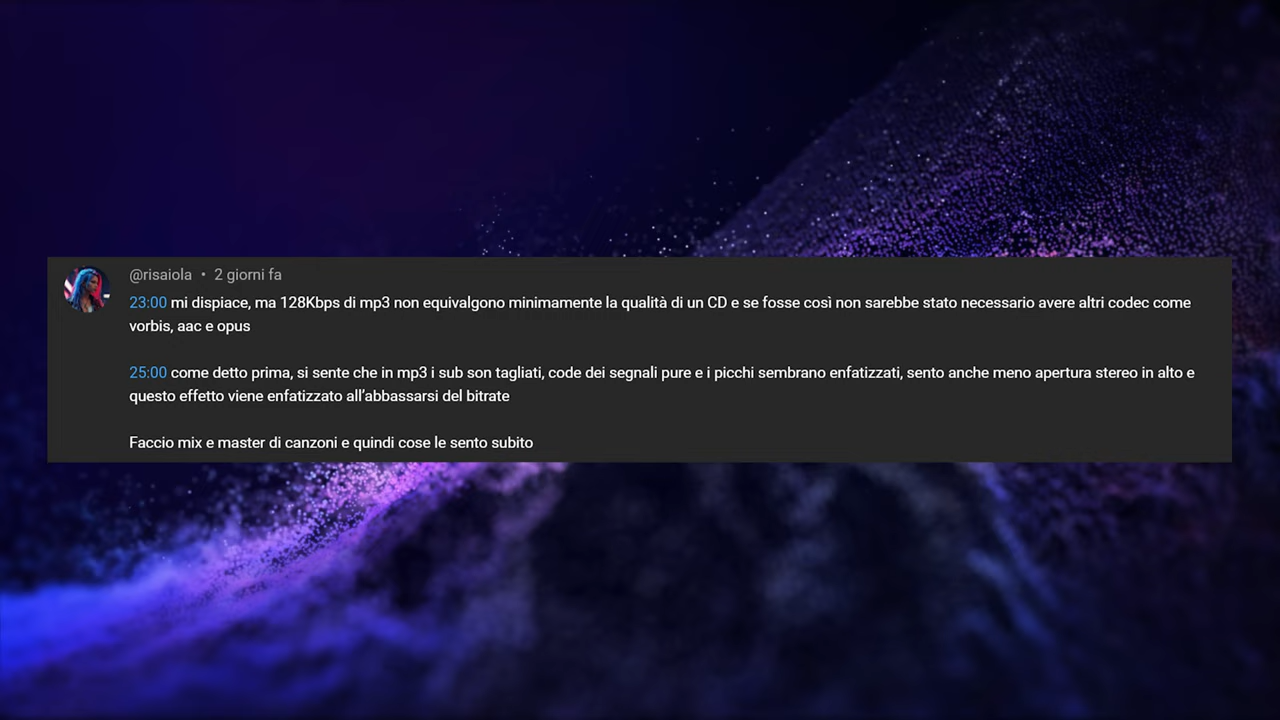 @risaiola • 2 giorni fa
23:00 mi dispiace, ma 128Kbps di mp3 non equivalgono minimamente la qualità di un CD e se fosse così non sarebbe stato necessario avere altri codec come
vorbis, aac e opus
25:00 come detto prima, si sente che in mp3 i sub son tagliati, code dei segnali pure e i picchi sembrano enfatizzati, sento anche meno apertura stereo in alto e
questo effetto viene enfatizzato all’abbassarsi del bitrate
Faccio mix e master di canzoni e quindi cose le sento subito